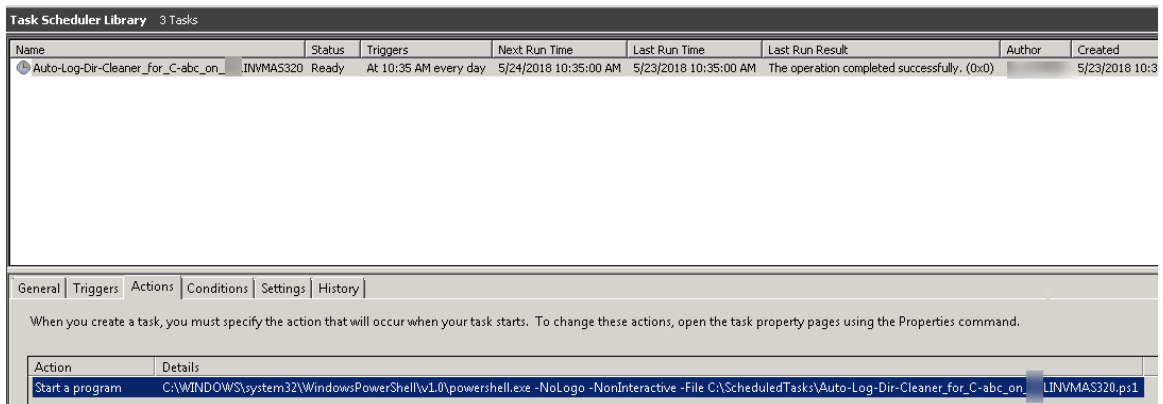 Task Scheduler Library 3 Tasks
Name Status Triggers Next Run Time Last Run Time Last Run Result Author Created
Auto-Log-Dir-Cleaner_for_C-abc_on_ INVMAS320 Ready At 10:35 AM every day 5/24/2018 10:35:00 AM 5/23/2018 10:35:00 AM The operation completed successfully. (0x0) 5/23/2018 10:3
General Triggers Actions Conditions Settings History
When you create a task, you must specify the action that will occur when your task starts. To change these actions, open the task property pages using the Properties command.
Action Details
Start a program C:\WINDOWS\system32\WindowsPowerShell\v1.0\powershell.exe -NoLogo -NonInteractive -File C:\ScheduledTasks\Auto-Log-Dir-Cleaner_for_C-abc_on_ LINVMAS320.ps1